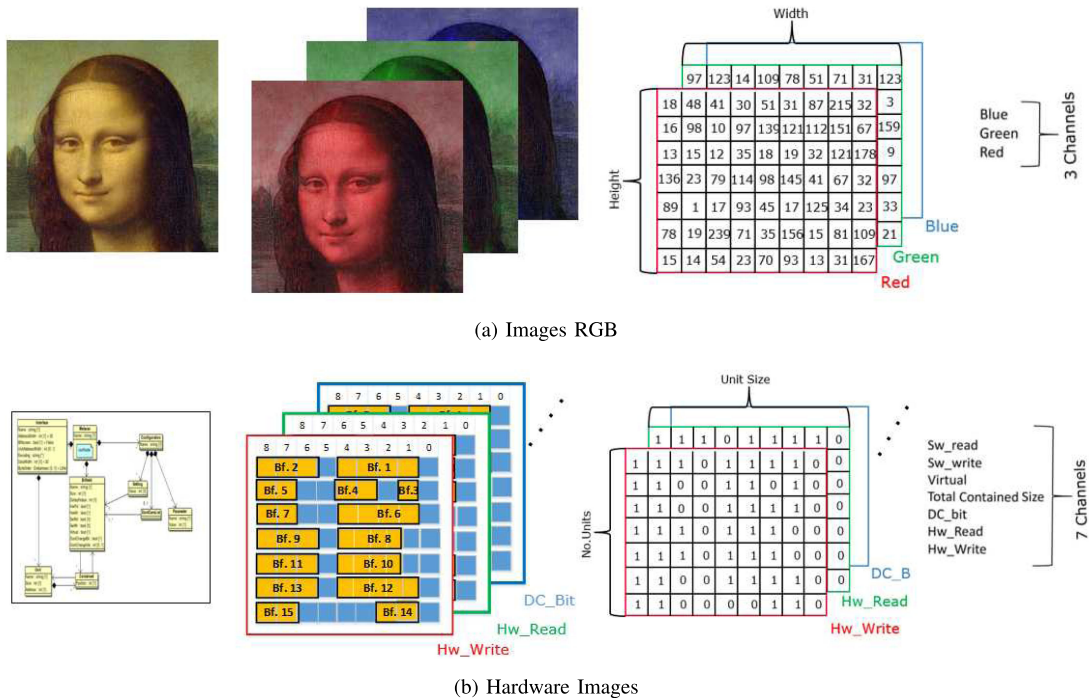 Width
97 123 14 109 78 51 71 31 123
18 48 41 30 51 31 87 215 32 3
16 98 10 97 139 121 112 151 67 159
13 15 12 35 18 19 32 121 178 9
136 23 79 114 98 145 41 67 32 97
89 1 17 93 45 17 125 34 23 33
78 19 239 71 35 156 15 81 109 21
15 14 54 23 70 93 13 31 167
Height
Blue
Green
Red
Blue
Green
Red
3 Channels
(a) Images RGB
8 7 6 5 4 3 2 1 0
8 7 6 5 4 3 2 1 0
8 7 6 5 4 3 2 1 0
Bf. 2 Bf. 1
Bf. 5 Bf.4 Bf.3
Bf. 7 Bf. 6
Bf. 9 Bf. 8
Bf. 11 Bf. 10
Bf. 13 Bf. 12
Bf. 15 Bf. 14
DC_Bit
Hw_Read
Hw_Write
Unit Size
1 1 1 0 1 1 1 1 0
1 1 1 0 1 1 1 1 0 0
1 1 0 0 1 1 0 1 0 0
1 1 0 0 1 1 1 1 0 0
1 1 1 0 1 1 1 0 0 0
1 1 1 0 1 1 1 0 0 0
1 1 1 0 1 1 1 1 0 0
1 1 0 0 0 0 1 1 0
No.Units
DC_B
Hw_Read
Hw_Write
Sw_read
Sw_write
Virtual
Total Contained Size
DC_bit
Hw_Read
Hw_Write
7 Channels
(b) Hardware Images